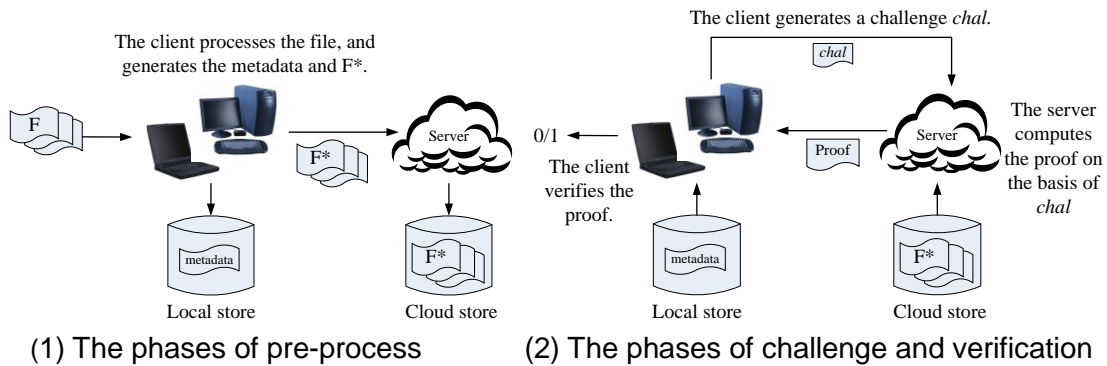 The client processes the file, and
generates the metadata and F*.
F
F*
Server
metadata
F*
Local store
Cloud store
(1) The phases of pre-process
The client generates a challenge chal.
chal
0/1
Proof
Server
The client
verifies the
proof.
The server
computes
the proof on
the basis of
chal
metadata
F*
Local store
Cloud store
(2) The phases of challenge and verification